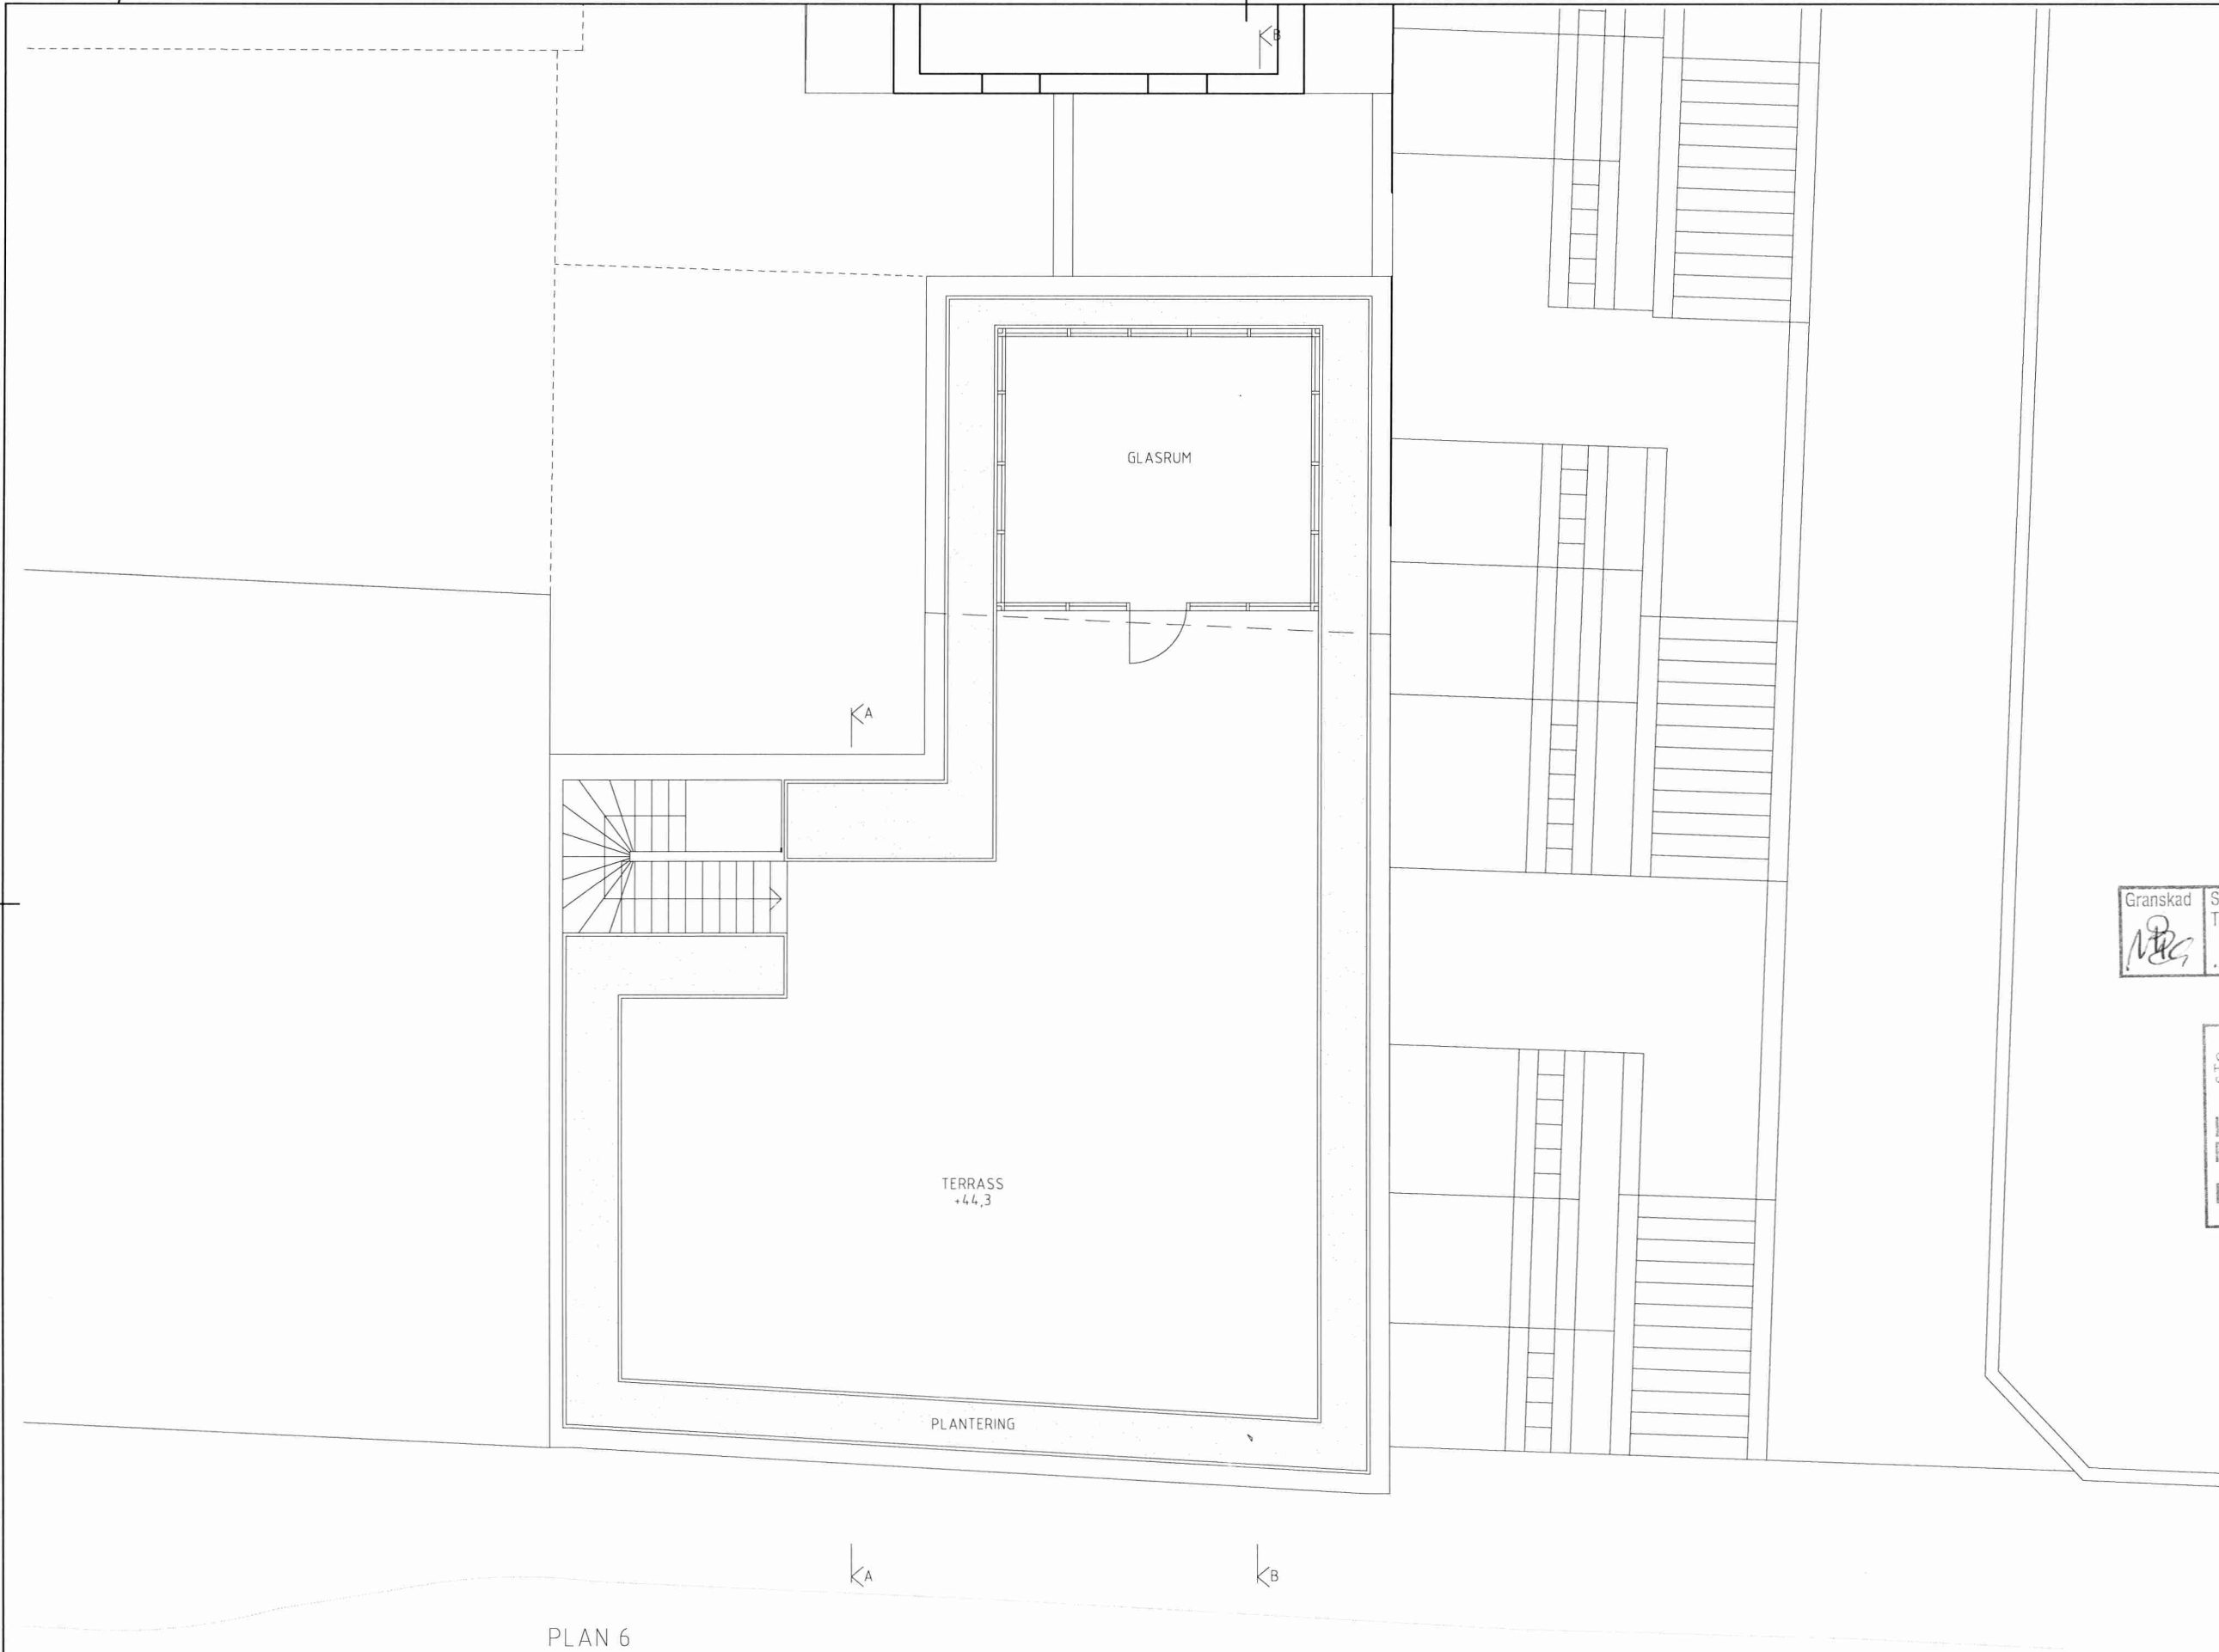 B
GLASRUM
A
Granskad
TERRASS
+44,3
PLANTERING
A
B
PLAN 6